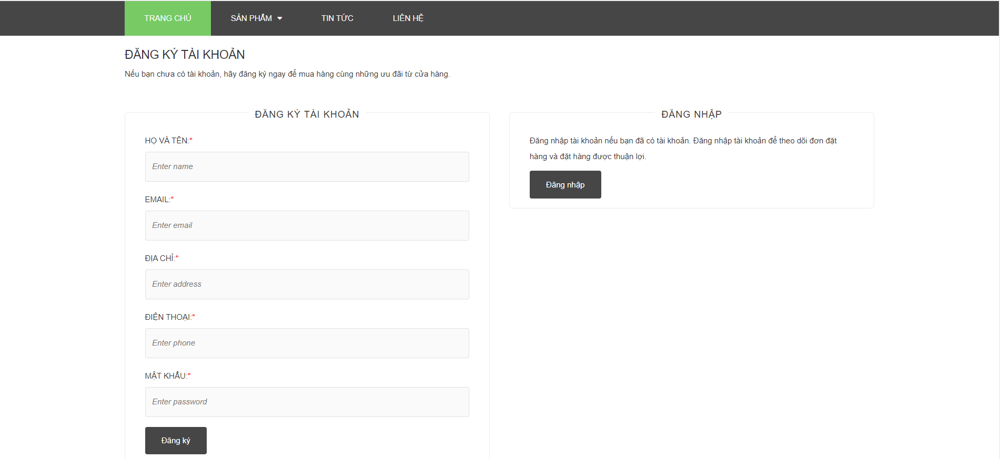 TRANG CHỦ SẢN PHẨM TIN TỨC LIÊN HỆ
ĐĂNG KÝ TÀI KHOẢN
Nếu bạn chưa có tài khoản, hãy đăng ký ngay để mua hàng cùng những ưu đãi từ cửa hàng.
ĐĂNG KÝ TÀI KHOẢN
HỌ VÀ TÊN:*
Enter name
EMAIL:*
Enter email
ĐỊA CHỈ:*
Enter address
ĐIỆN THOẠI:*
Enter phone
MẬT KHẨU:*
Enter password
Đăng ký
ĐĂNG NHẬP
Đăng nhập tài khoản nếu bạn đã có tài khoản. Đăng nhập tài khoản để theo dõi đơn đặt
hàng và đặt hàng được thuận lợi.
Đăng nhập